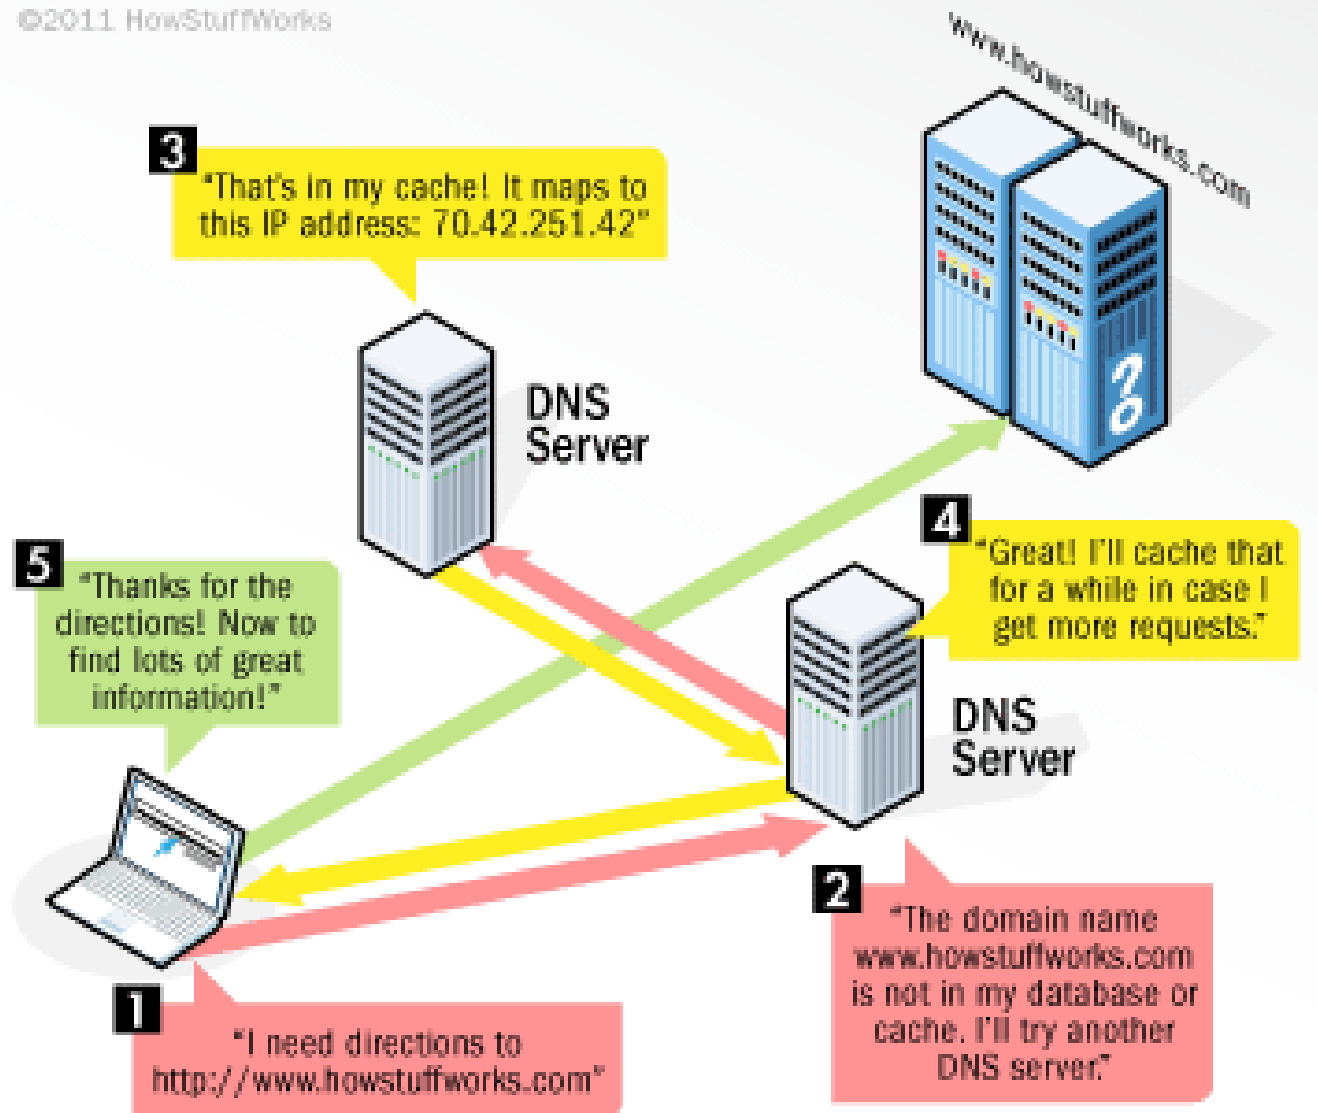 ©2011 HowStuffWorks
www.howstuffworks.com
3
"That's in my cache! It maps to
this IP address: 70.42.251.42"
DNS
Server
4
"Great! I'll cache that
for a while in case I
get more requests."
5
"Thanks for the
directions! Now to
find lots of great
information!"
DNS
Server
2
"The domain name
www.howstuffworks.com
is not in my database or
cache. I'll try another
DNS server."
1
"I need directions to
http://www.howstuffworks.com"